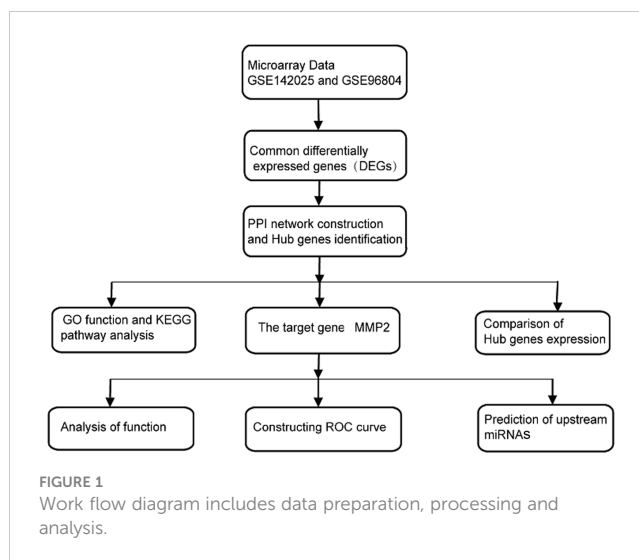 Microarray Data
GSE142025 and GSE96804
Common differentially
expressed genes（DEGs）
PPI network construction
and Hub genes identification
GO function and KEGG
pathway analysis
The target gene MMP2
Comparison of
Hub genes expression
Analysis of function
Constructing ROC curve
Prediction of upstream
miRNAs
FIGURE 1
Work flow diagram includes data preparation, processing and
analysis.